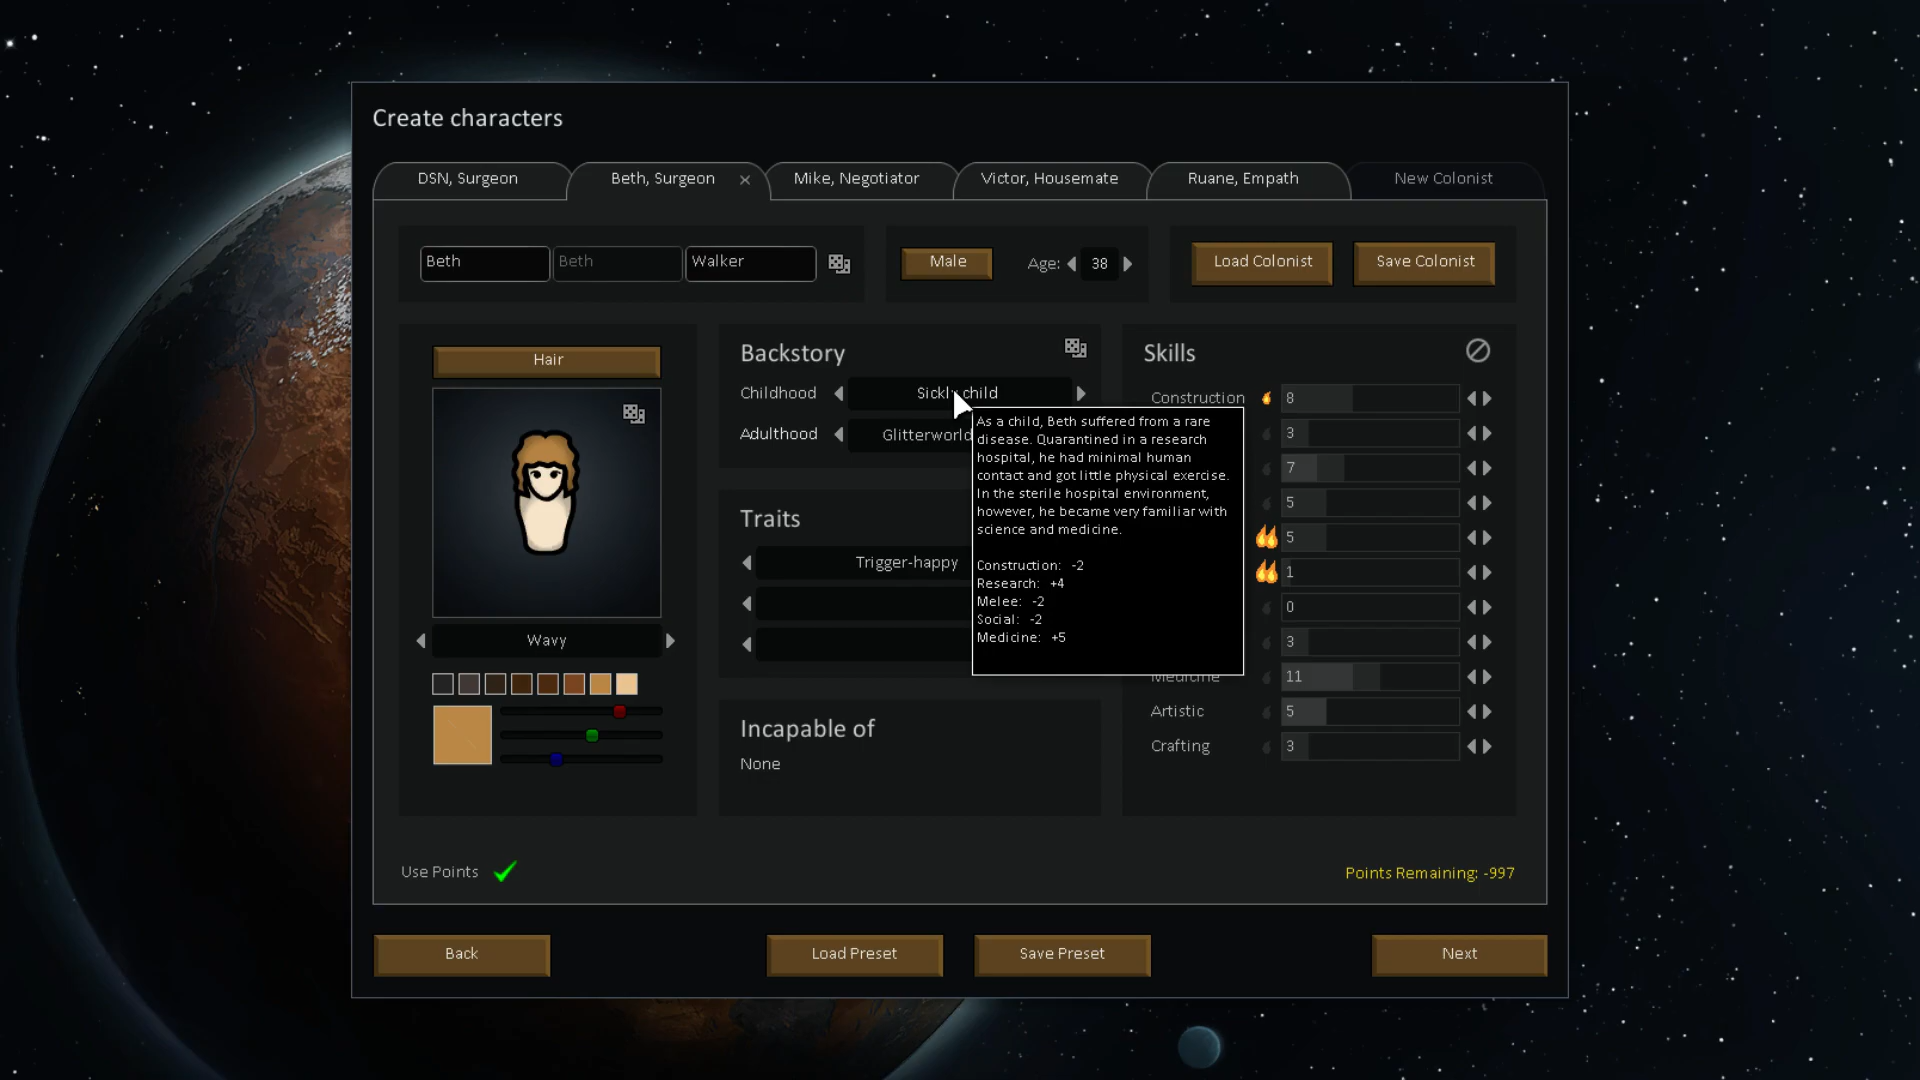 Create characters
DSN, Surgeon
Beth, Surgeon
Mike, Negotiator
Victor, Housemate
Ruane, Empath
New Colonist
Beth
Beth
Walker
Male
Age:
38
Load Colonist
Save Colonist
Hair
Wavy
Backstory
Childhood
Sickly child
Adulthood
Glitterworld
Traits
Trigger-happy
Incapable of
None
As a child, Beth suffered from a rare
disease. Quarantined in a research
hospital, he had minimal human
contact and got little physical exercise.
In the sterile hospital environment,
however, he became very familiar with
science and medicine.
Construction: -2
Research: +4
Melee: -2
Social: -2
Medicine: +5
Skills
Construction 8
3
7
5
5
1
0
3
Medicine 11
Artistic 5
Crafting 3
Use Points
Points Remaining: -997
Back
Load Preset
Save Preset
Next